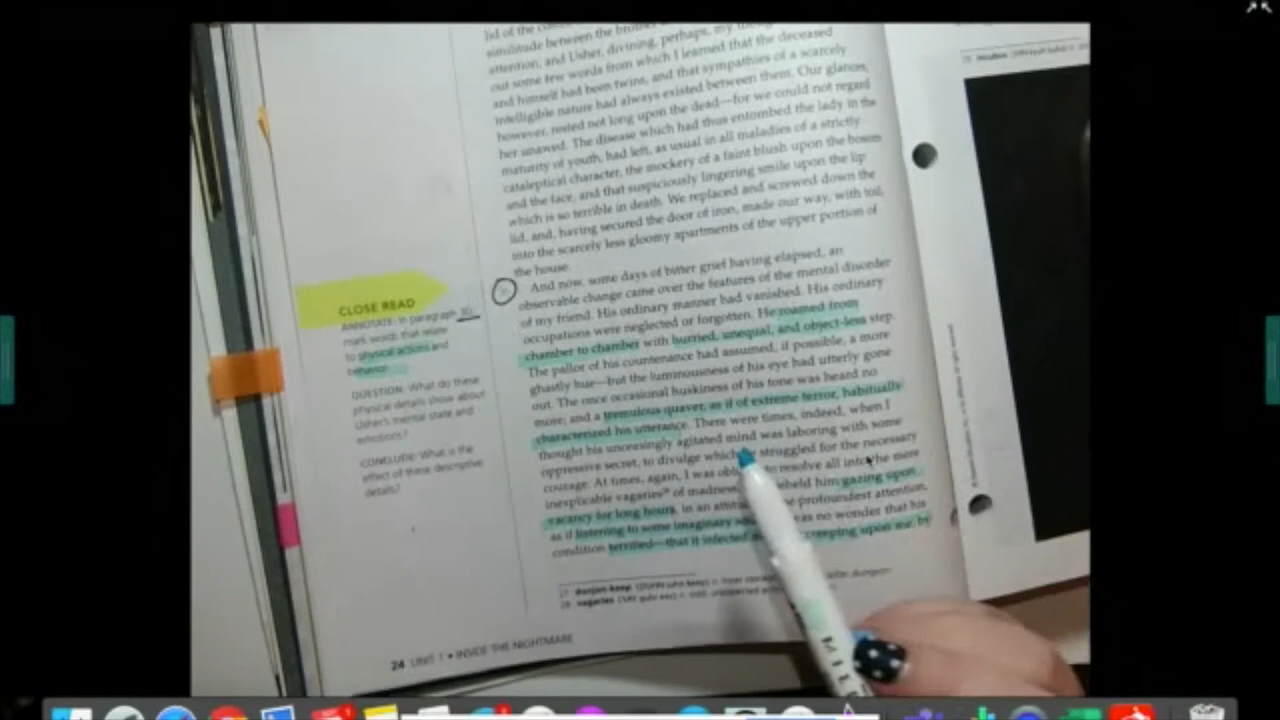 lid of the
similitude between the brother
attention, and Usher, divining, perhaps, my
out some few words from which I learned that the deceased
and himself had been twins, and that sympathies of a scarcely
intelligible nature had always existed between them. Our glances,
however, rested not long upon the dead—for we could not regard
her unawed. The disease which had thus entombed the lady in the
maturity of youth, had left, as usual in all maladies of a strictly
cataleptical character, the mockery of a faint blush upon the bosom
and the face, and that suspiciously lingering smile upon the lip
which is so terrible in death. We replaced and screwed down the
lid, and, having secured the door of iron, made our way, with toil,
into the scarcely less gloomy apartments of the upper portion of
the house.
And now, some days of bitter grief having elapsed, an
observable change came over the features of the mental disorder
of my friend. His ordinary manner had vanished. His ordinary
occupations were neglected or forgotten. He roamed from
chamber to chamber with hurried, unequal, and object-less step.
The pallor of his countenance had assumed, if possible, a more
ghastly hue—but the luminousness of his eye had utterly gone
out. The once occasional huskiness of his tone was heard no
more; and a tremulous quaver, as if of extreme terror, habitually
characterized his utterance. There were times, indeed, when I
thought his unceasingly agitated mind was laboring with some
oppressive secret, to divulge which struggled for the necessary
courage. At times, again, I was to resolve all into the mere
inexplicable vagaries28 of madness, beheld him gazing upon
vacancy for long hours, in an profoundest attention,
as if listening to some imaginary was no wonder that his
condition terrified—that it infected creeping upon me, by
CLOSE READ
ANNOTATE: In paragraph 30,
mark words that relate
to physical actions and
behavior.
QUESTION: What do these
physical details show about
Usher's mental state and
emotions?
CONCLUDE: What is the
effect of these descriptive
details?
27 donjon-keep
28 vagaries
24 UNIT 1 • INSIDE THE NIGHTMARE